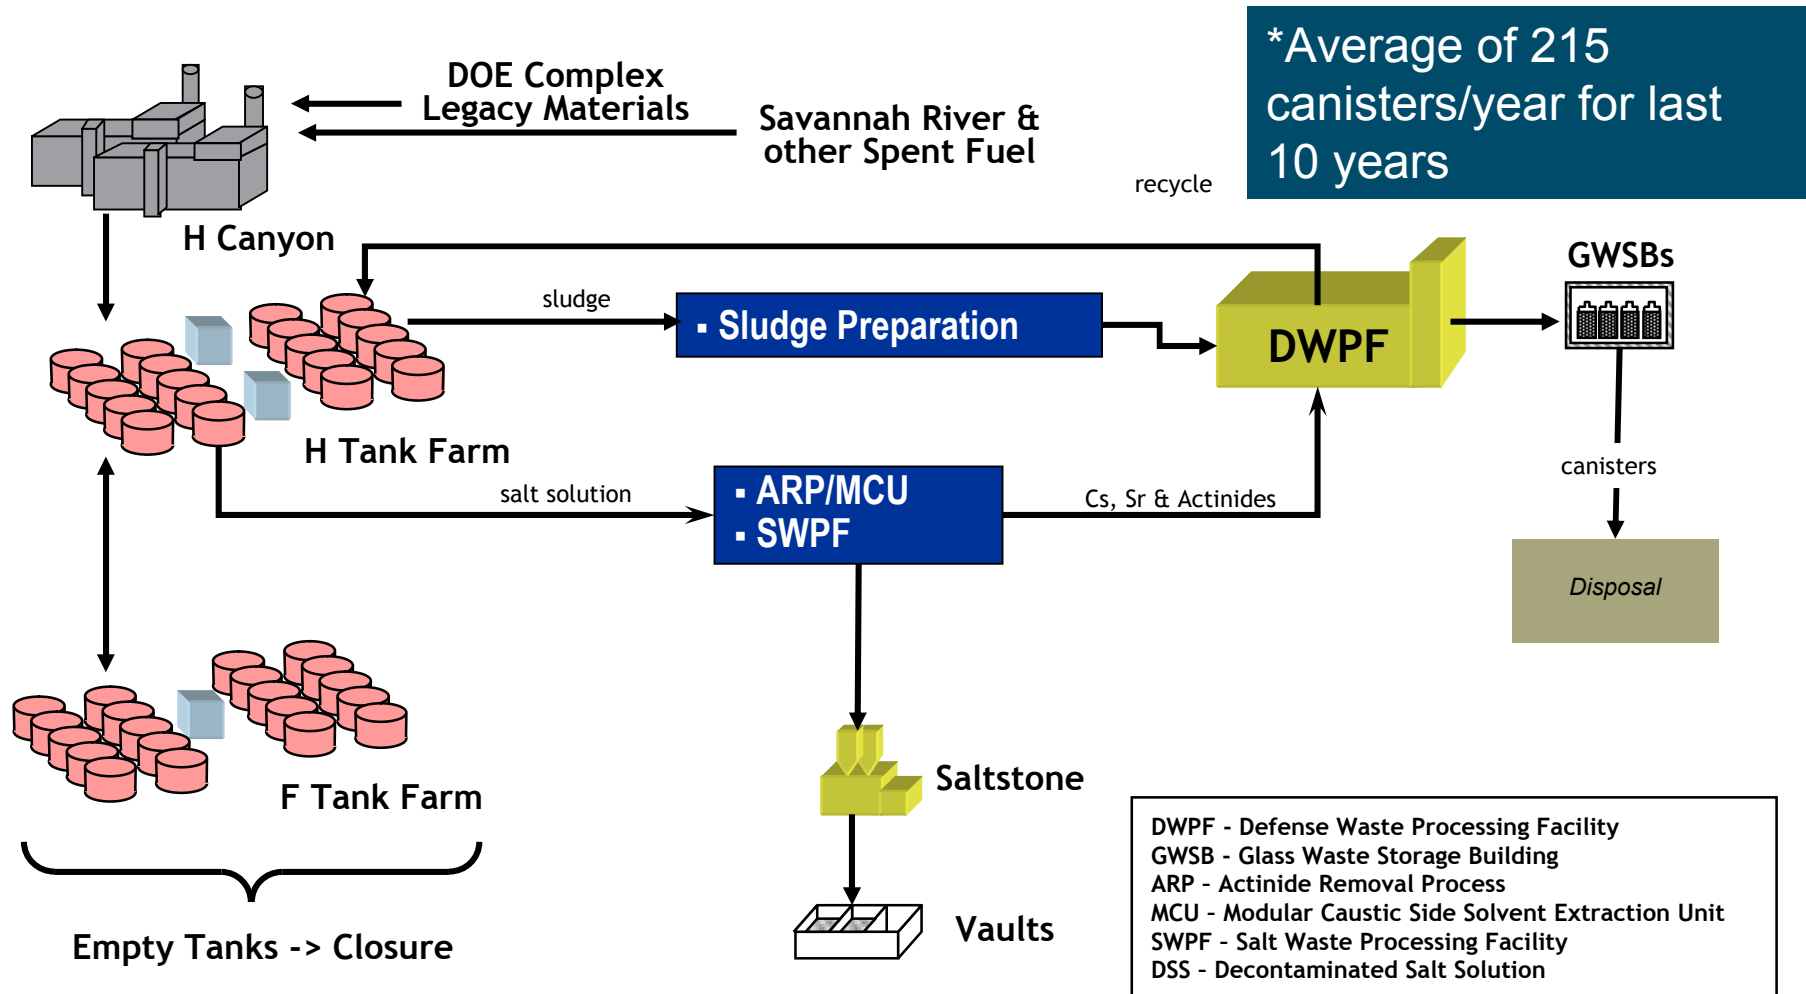 *Average of 215
canisters/year for last
10 years
DOE Complex
Legacy Materials
Savannah River &
other Spent Fuel
recycle
H Canyon
GWSBs
sludge
▪ Sludge Preparation
DWPF
H Tank Farm
salt solution
▪ ARP/MCU
▪ SWPF
Cs, Sr & Actinides
canisters
Disposal
F Tank Farm
Saltstone
Empty Tanks -> Closure
Vaults
DWPF - Defense Waste Processing Facility
GWSB - Glass Waste Storage Building
ARP – Actinide Removal Process
MCU – Modular Caustic Side Solvent Extraction Unit
SWPF – Salt Waste Processing Facility
DSS – Decontaminated Salt Solution